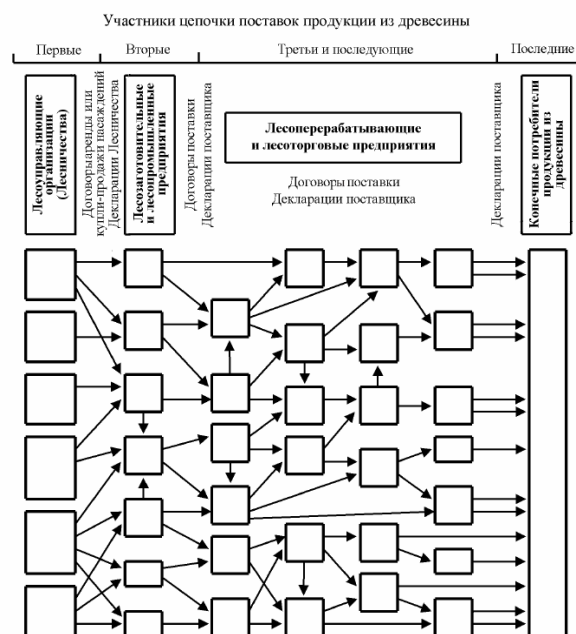 Участники цепочки поставок продукции из древесины
Первые
Вторые
Третьи и последующие
Последние
Лесоуправляющие
организации
(Лесничества)
Договоры аренды или
купли-продажи насаждений
Декларации Лесничества
Лесозаготовительные
и лесопромышленные
предприятия
Договоры поставки
Декларации поставщика
Лесоперерабатывающие
и лесоторговые предприятия
Договоры поставки
Декларации поставщика
Декларации поставщика
Конечные потребители
продукции из
древесины